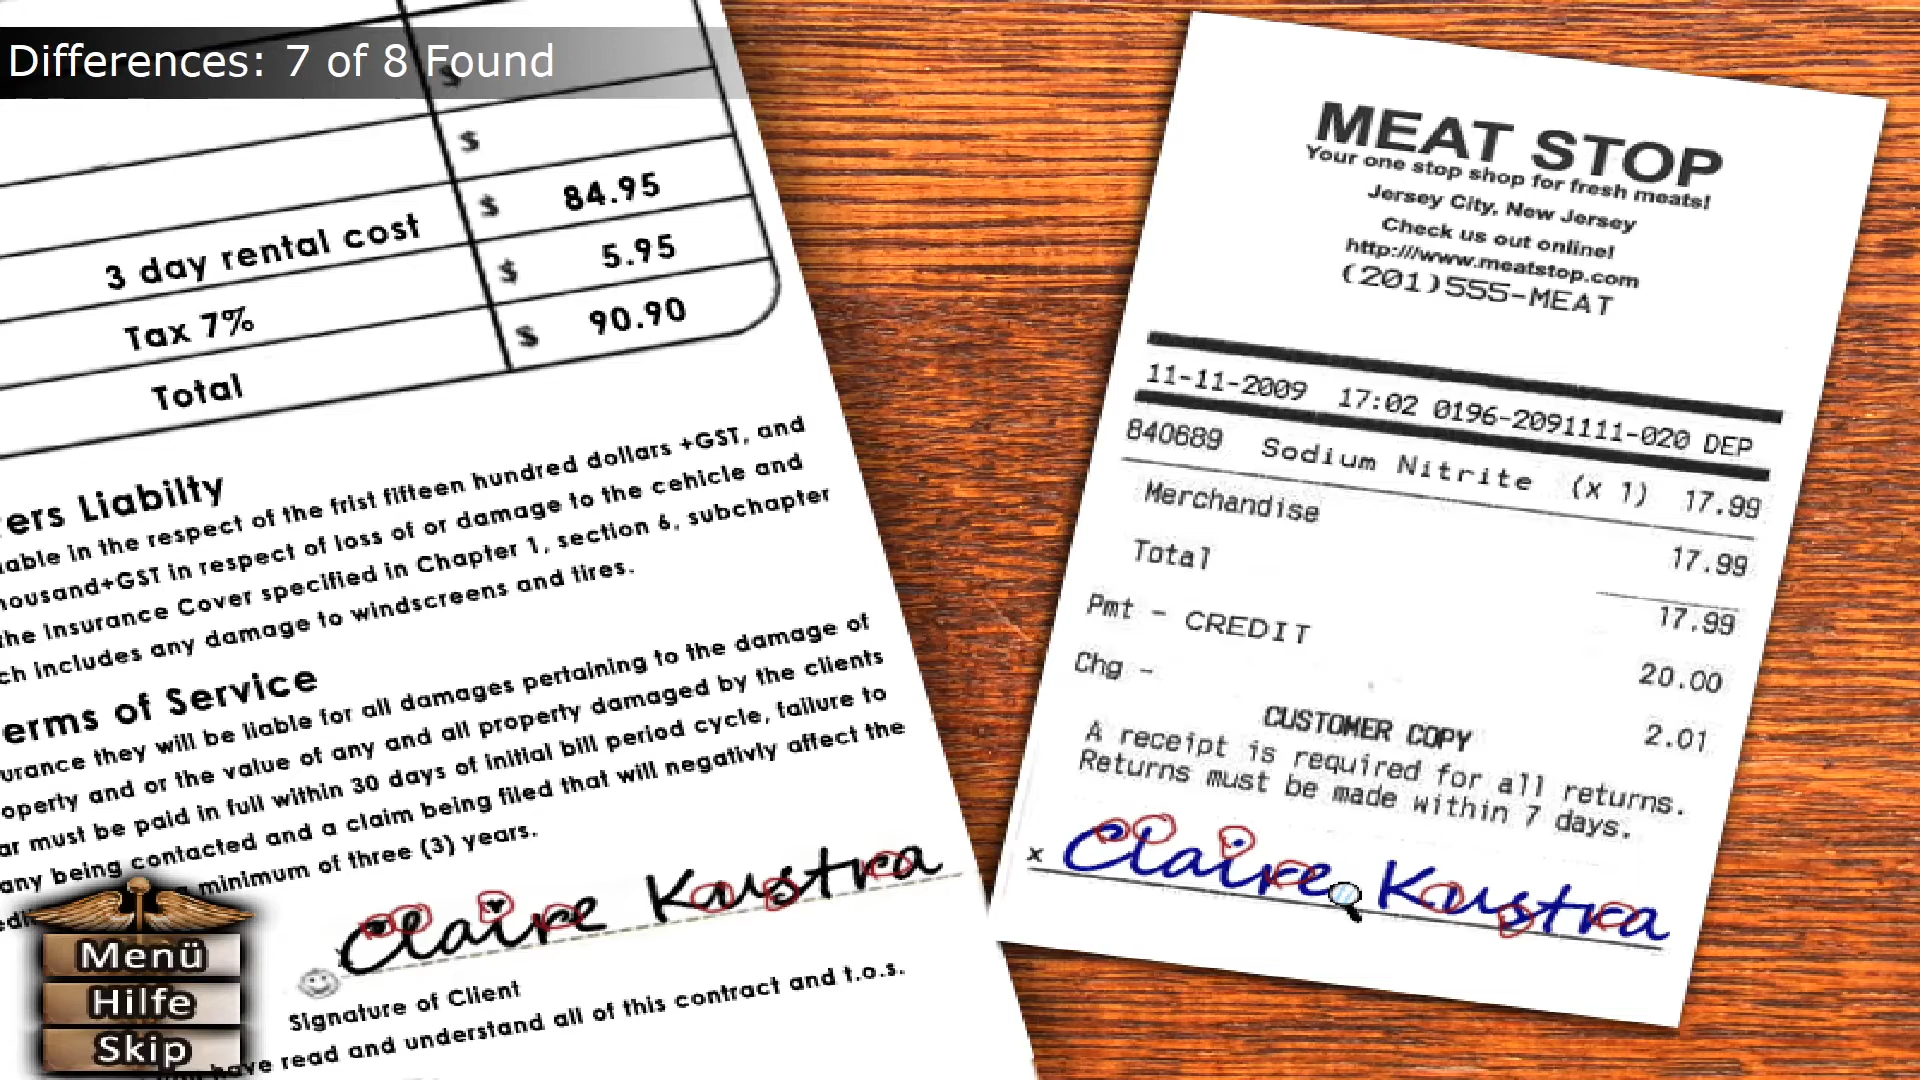 Differences: 7 of 8 Found
$
$
3 day rental cost $ 84.95
Tax 7% $ 5.95
Total $ 90.90
ers Liabilty
able in the respect of the frist fifteen hundred dollars +GST, and
housand+GST in respect of loss of or damage to the cehicle and
the Insurance Cover specified in Chapter 1, section 6, subchapter
ch includes any damage to windscreens and tires.
erms of Service
urance they will be liable for all damages pertaining to the damage of
operty and or the value of any and all property damaged by the clients
ar must be paid in full within 30 days of initial bill period cycle, failure to
any being contacted and a claim being filed that will negativly affect the
minimum of three (3) years.
Claire Kustra
Signature of Client
have read and understand all of this contract and t.o.s.
Menü
Hilfe
Skip
MEAT STOP
Your one stop shop for fresh meats!
Jersey City, New Jersey
Check us out online!
http:///www.meatstop.com
(201)555-MEAT
11-11-2009 17:02 0196-2091111-020 DEP
840689 Sodium Nitrite (x 1) 17.99
Merchandise 17.99
Total 17.99
Pmt - CREDIT 20.00
Chg - 2.01
CUSTOMER COPY
A receipt is required for all returns.
Returns must be made within 7 days.
x Claire Kustra